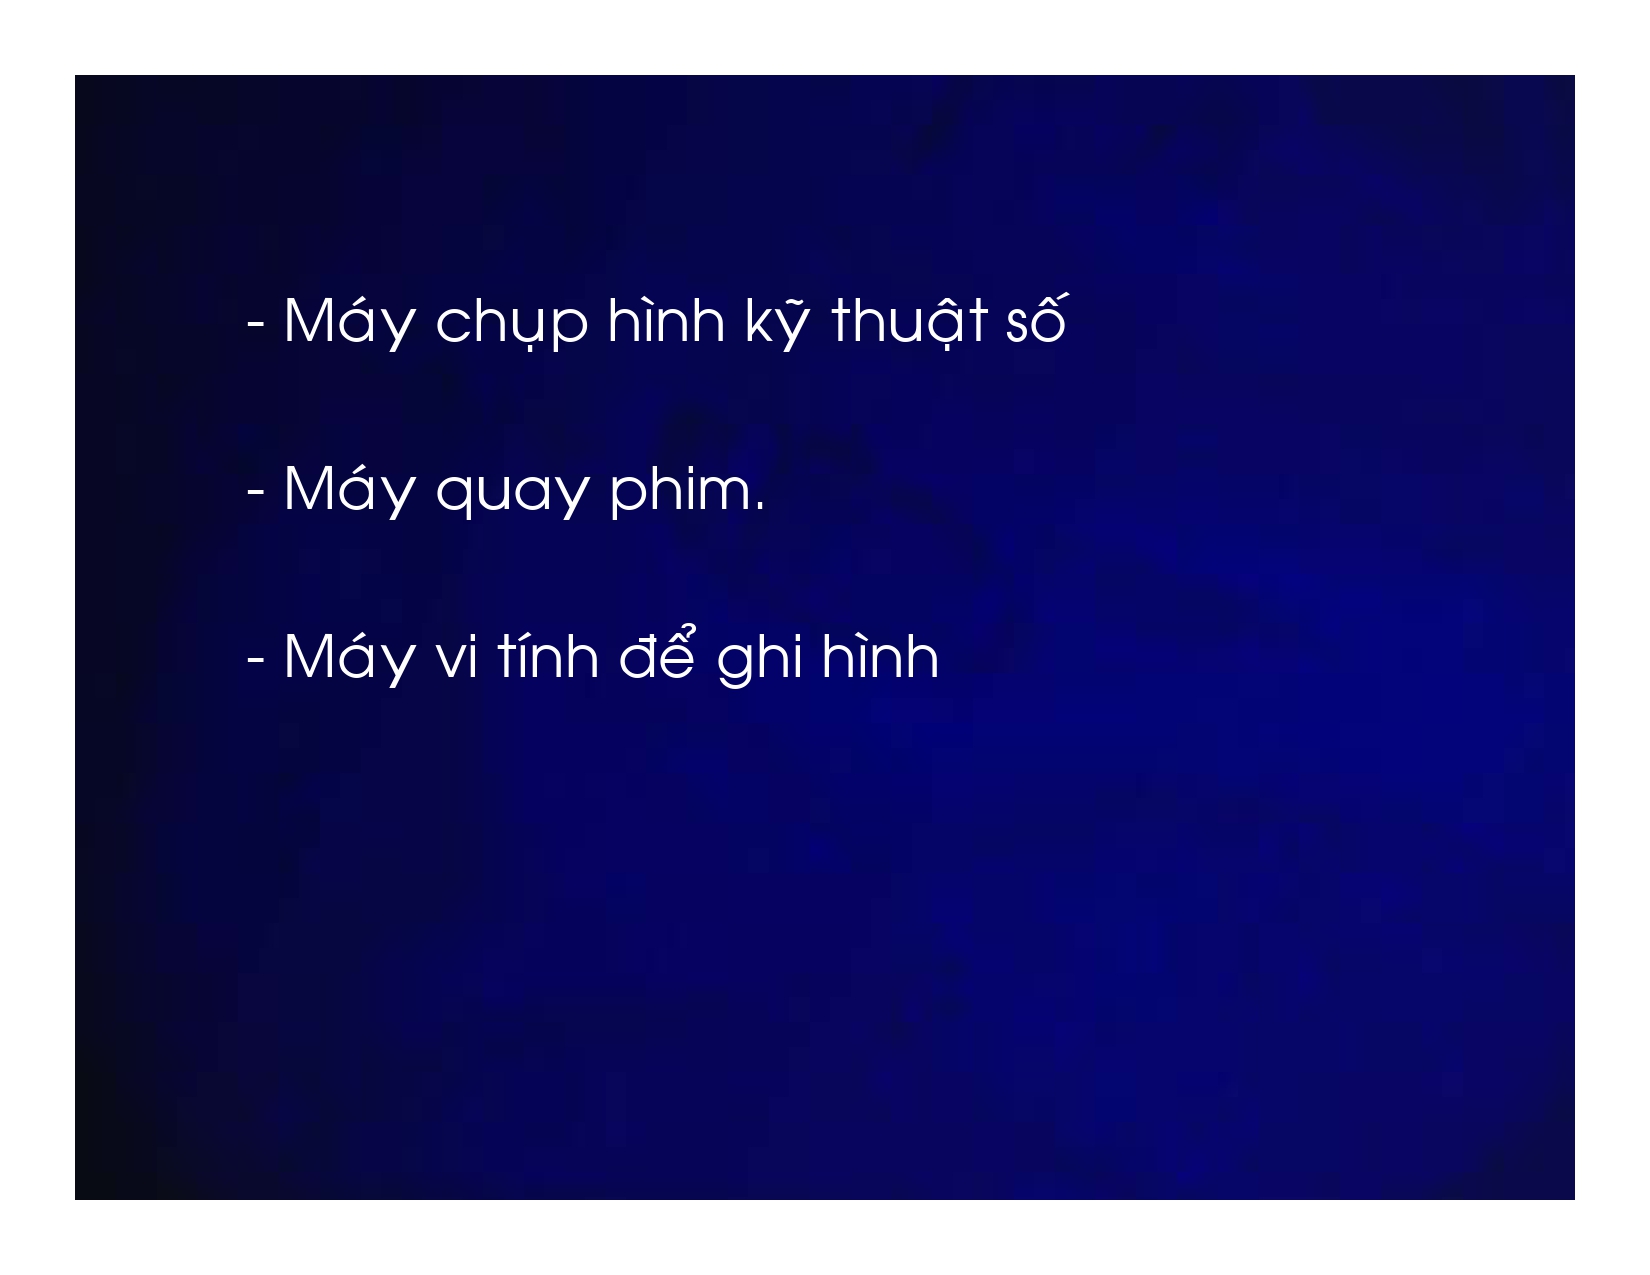 - Máy chụp hình kỹ thuật số
- Máy quay phim.
- Máy vi tính để ghi hình